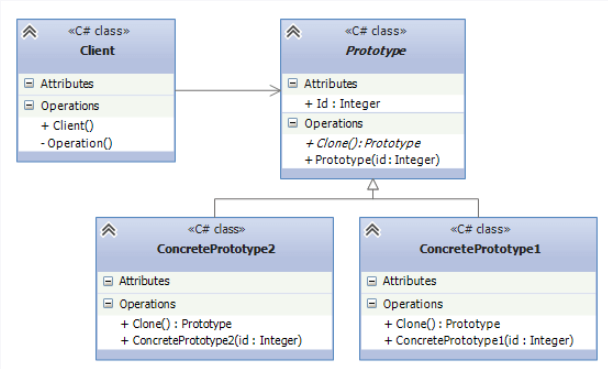 «C# class»
Client
Attributes
Operations
+ Client()
- Operation()
«C# class»
Prototype
Attributes
+ Id : Integer
Operations
+ Clone() : Prototype
+ Prototype(id : Integer)
«C# class»
ConcretePrototype2
Attributes
Operations
+ Clone() : Prototype
+ ConcretePrototype2(id : Integer)
«C# class»
ConcretePrototype1
Attributes
Operations
+ Clone() : Prototype
+ ConcretePrototype1(id : Integer)